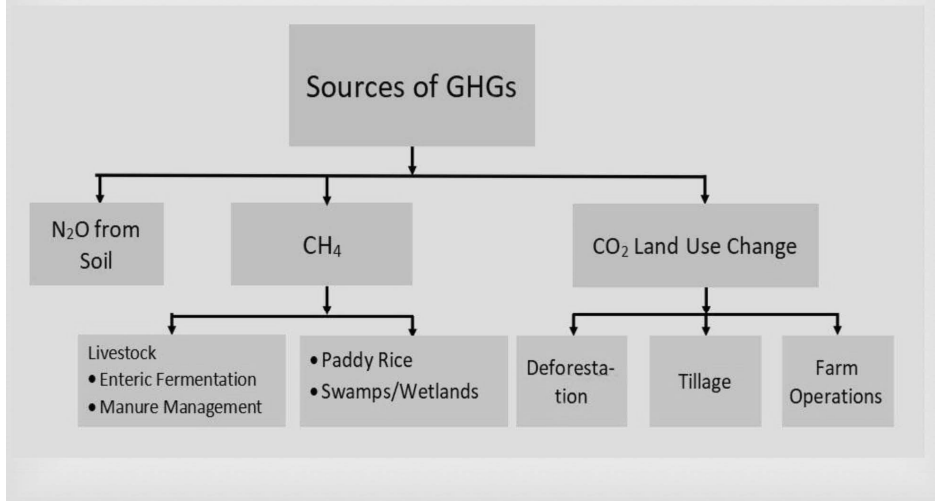 Sources of GHGs
N₂O from
Soil
CH₄
CO₂ Land Use Change
Livestock
• Enteric Fermentation
• Manure Management
• Paddy Rice
• Swamps/Wetlands
Deforesta-
tion
Tillage
Farm
Operations